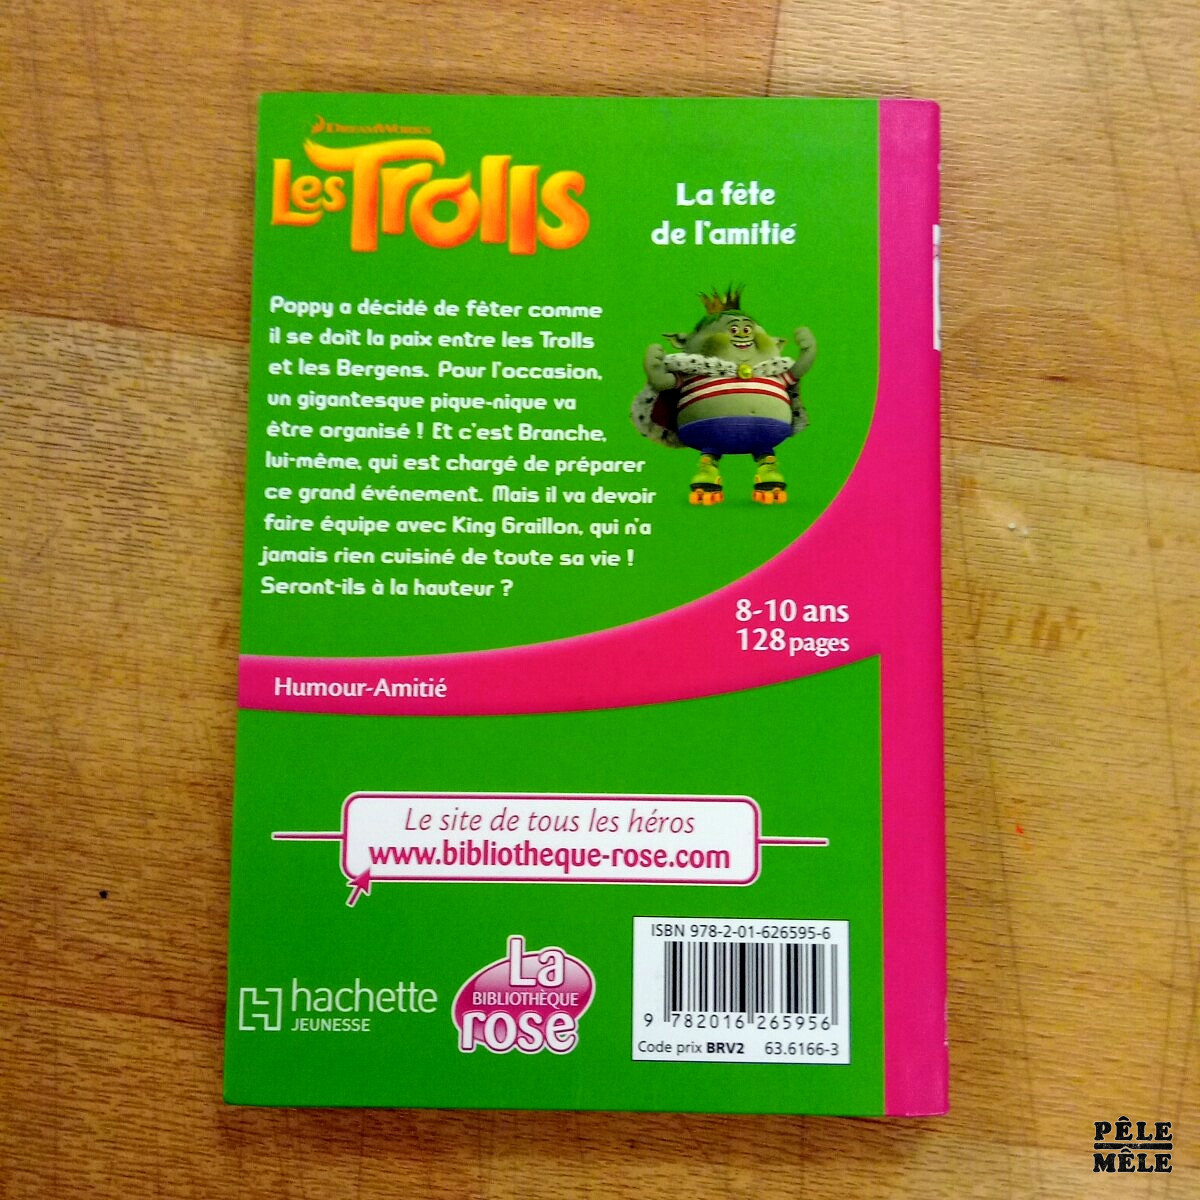 DREAMWORKS
Les Trolls
La fête
de l'amitié
Poppy a décidé de fêter comme
il se doit la paix entre les Trolls
et les Bergens. Pour l'occasion,
un gigantesque pique-nique va
être organisé ! Et c'est Branche,
lui-même, qui est chargé de préparer
ce grand événement. Mais il va devoir
faire équipe avec King Graillon, qui n'a
jamais rien cuisiné de toute sa vie !
Seront-ils à la hauteur ?
8-10 ans
128 pages
Humour-Amitié
Le site de tous les héros
www.bibliotheque-rose.com
hachette
JEUNESSE
La
BIBLIOTHÈQUE
rose
ISBN 978-2-01-626595-6
9 782016 265956
Code prix BRV2 63.6166-3
PÊLE
MÊLE